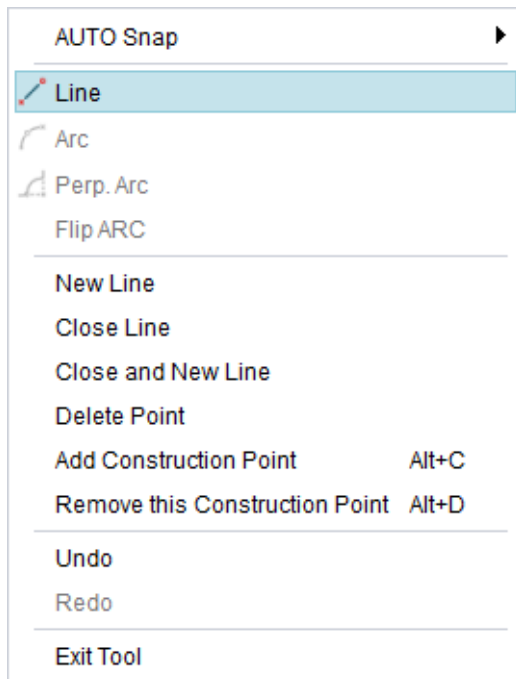 AUTO Snap
Line
Arc
Perp. Arc
Flip ARC
New Line
Close Line
Close and New Line
Delete Point
Add Construction Point Alt+C
Remove this Construction Point Alt+D
Undo
Redo
Exit Tool